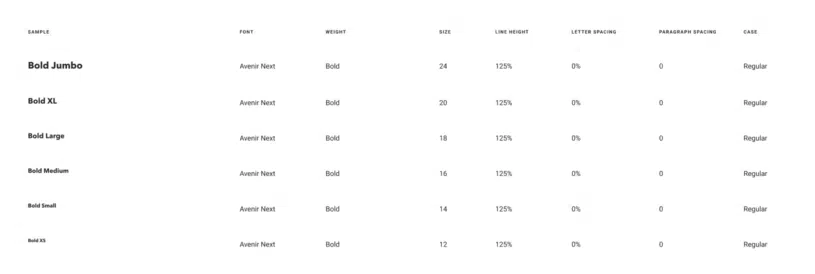 SAMPLE FONT WEIGHT SIZE LINE HEIGHT LETTER SPACING PARAGRAPH SPACING CASE
Bold Jumbo Avenir Next Bold 24 125% 0% 0 Regular
Bold XL Avenir Next Bold 20 125% 0% 0 Regular
Bold Large Avenir Next Bold 18 125% 0% 0 Regular
Bold Medium Avenir Next Bold 16 125% 0% 0 Regular
Bold Small Avenir Next Bold 14 125% 0% 0 Regular
Bold XS Avenir Next Bold 12 125% 0% 0 Regular